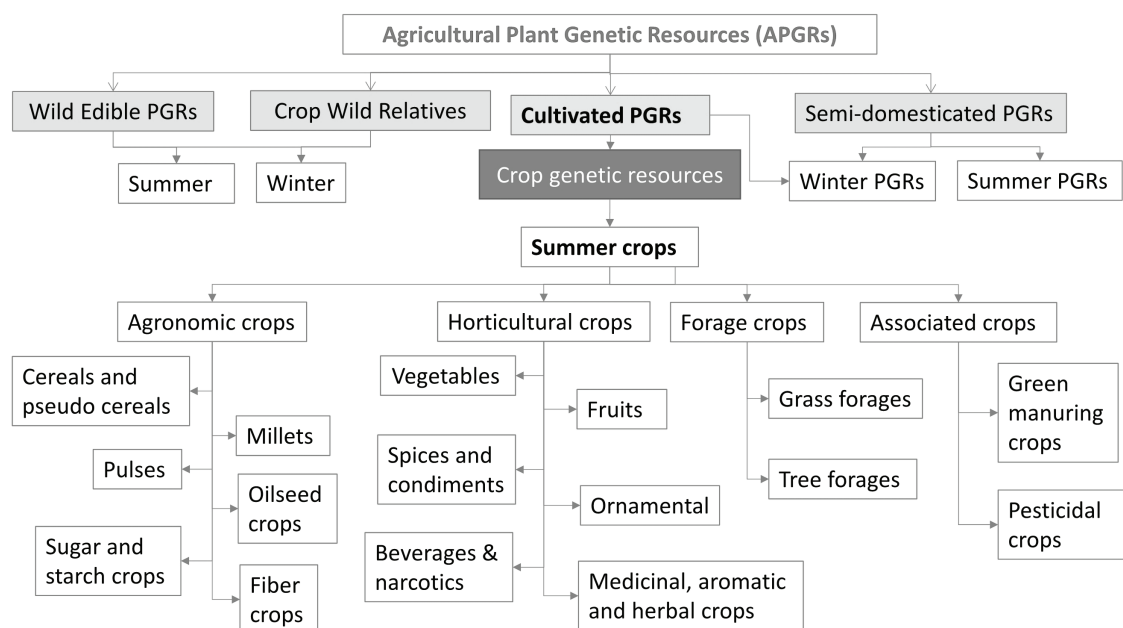 Agricultural Plant Genetic Resources (APGRs)
Wild Edible PGRs
Crop Wild Relatives
Cultivated PGRs
Semi-domesticated PGRs
Summer
Winter
Crop genetic resources
Winter PGRs
Summer PGRs
Summer crops
Agronomic crops
Horticultural crops
Forage crops
Associated crops
Cereals and
pseudo cereals
Millets
Pulses
Oilseed
crops
Sugar and
starch crops
Fiber
crops
Vegetables
Fruits
Spices and
condiments
Ornamental
Beverages &
narcotics
Medicinal, aromatic
and herbal crops
Grass forages
Tree forages
Green
manuring
crops
Pesticidal
crops